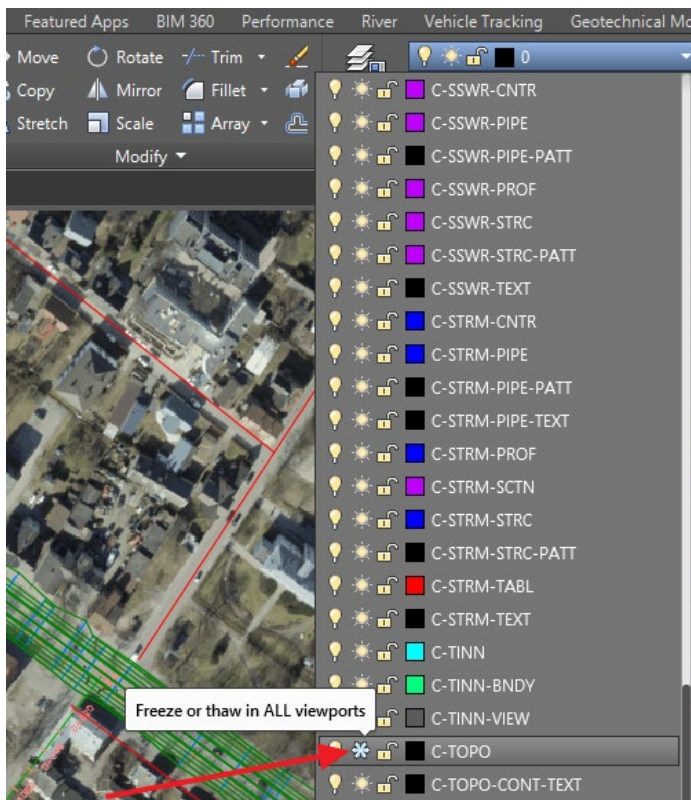 Featured Apps BIM 360 Performance River Vehicle Tracking Geotechnical Mo
Move Rotate Trim 0
Copy Mirror Fillet C-SSWR-CNTR
Stretch Scale Array C-SSWR-PIPE
Modify C-SSWR-PIPE-PATT
C-SSWR-PROF
C-SSWR-STRC
C-SSWR-STRC-PATT
C-SSWR-TEXT
C-STRM-CNTR
C-STRM-PIPE
C-STRM-PIPE-PATT
C-STRM-PIPE-TEXT
C-STRM-PROF
C-STRM-SCTN
C-STRM-STRC
C-STRM-STRC-PATT
C-STRM-TABL
C-STRM-TEXT
C-TINN
C-TINN-BNDY
Freeze or thaw in ALL viewports
C-TINN-VIEW
C-TOPO
C-TOPO-CONT-TEXT